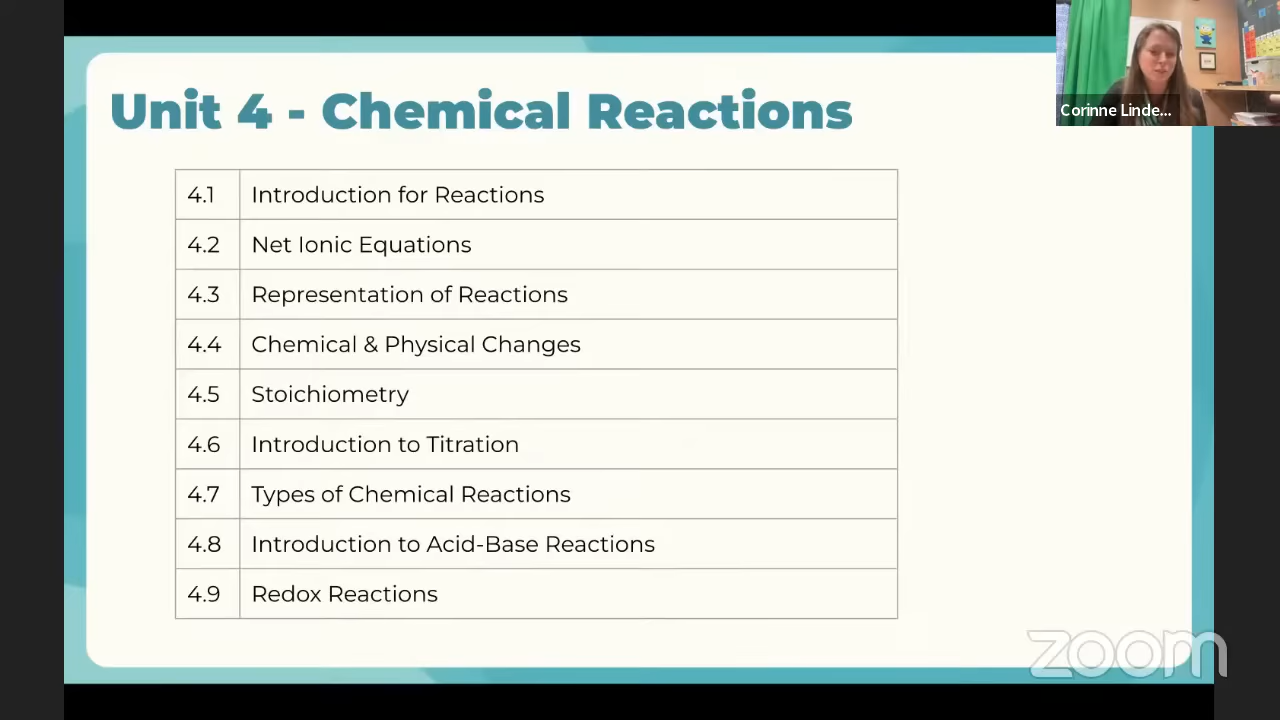 Unit 4 - Chemical Reactions
Corinne Linde...
4.1 Introduction for Reactions
4.2 Net Ionic Equations
4.3 Representation of Reactions
4.4 Chemical & Physical Changes
4.5 Stoichiometry
4.6 Introduction to Titration
4.7 Types of Chemical Reactions
4.8 Introduction to Acid-Base Reactions
4.9 Redox Reactions
zoom